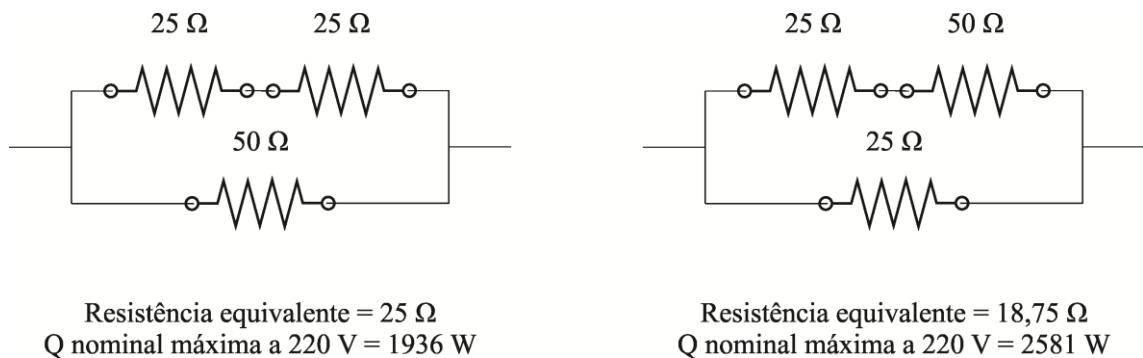 25 Ω 25 Ω
50 Ω
Resistência equivalente = 25 Ω
Q nominal máxima a 220 V = 1936 W
25 Ω 50 Ω
25 Ω
Resistência equivalente = 18,75 Ω
Q nominal máxima a 220 V = 2581 W